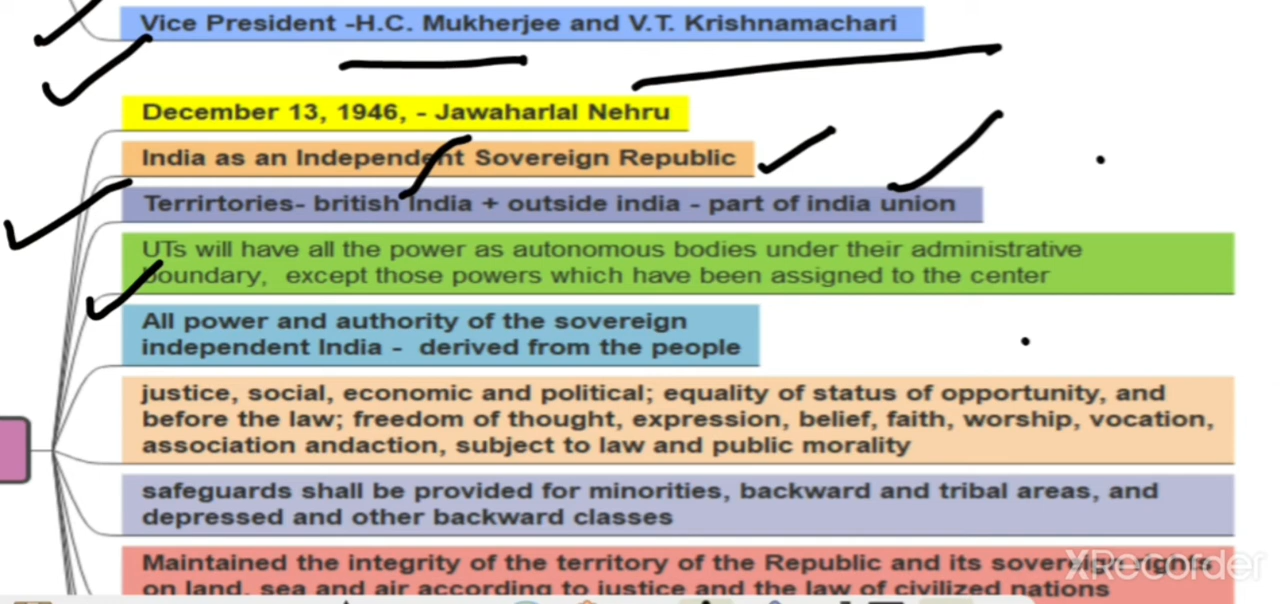 Vice President -H.C. Mukherjee and V.T. Krishnamachari
December 13, 1946, - Jawaharlal Nehru
India as an Independent Sovereign Republic
Terrirtories- british India + outside india - part of india union
UTs will have all the power as autonomous bodies under their administrative
boundary, except those powers which have been assigned to the center
All power and authority of the sovereign
independent India - derived from the people
justice, social, economic and political; equality of status of opportunity, and
before the law; freedom of thought, expression, belief, faith, worship, vocation,
association andaction, subject to law and public morality
safeguards shall be provided for minorities, backward and tribal areas, and
depressed and other backward classes
Maintained the integrity of the territory of the Republic and its sovereign rights
on land, sea and air according to justice and the law of civilized nations
XRecorder